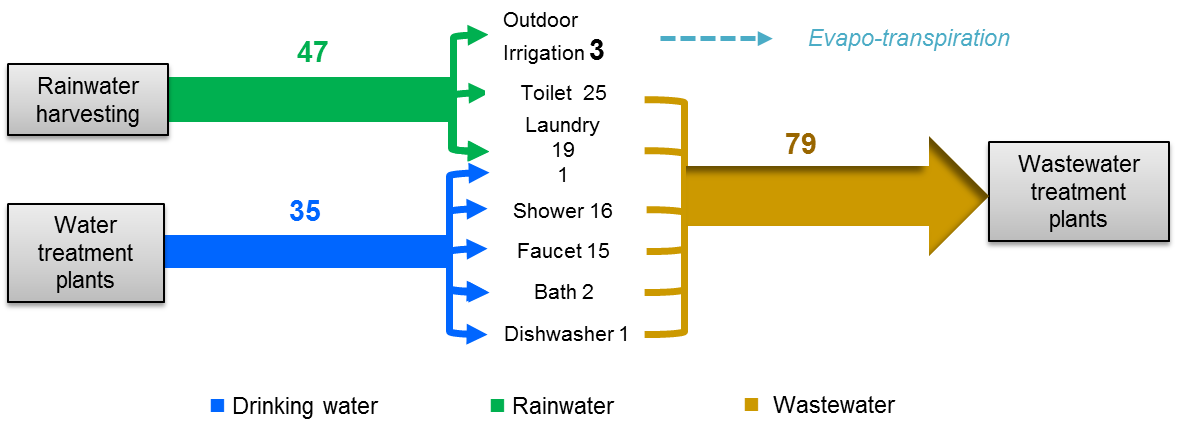 Outdoor
Irrigation 3
Evapo-transpiration
47
Rainwater
harvesting
Toilet 25
Laundry
19
1
79
Wastewater
treatment
plants
35
Water
treatment
plants
Shower 16
Faucet 15
Bath 2
Dishwasher 1
Drinking water
Rainwater
Wastewater